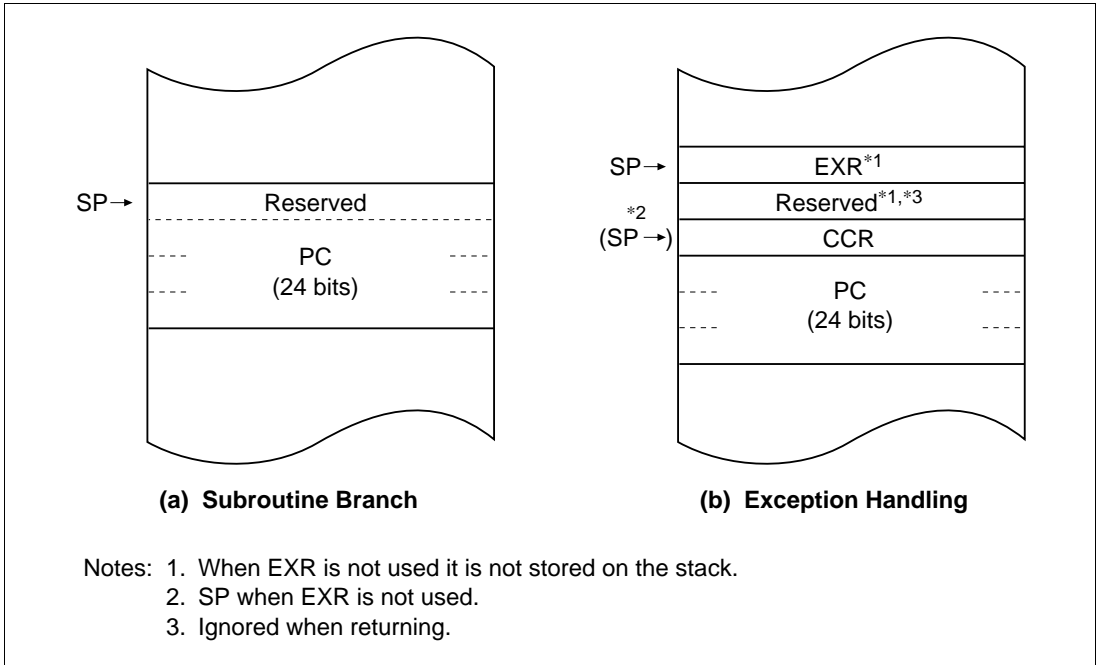 SP→
Reserved
PC
(24 bits)
(a) Subroutine Branch
SP→
EXR*1
Reserved*1,*3
*2
(SP→)
CCR
PC
(24 bits)
(b) Exception Handling
Notes: 1. When EXR is not used it is not stored on the stack.
2. SP when EXR is not used.
3. Ignored when returning.